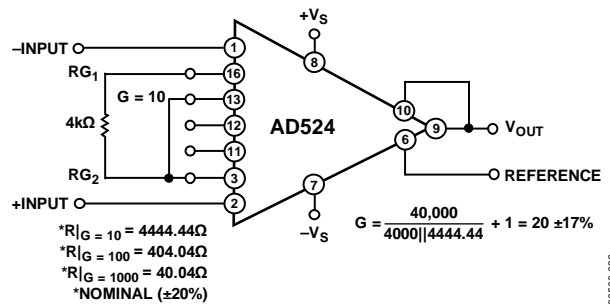 +VS
–INPUT
1
8
RG1
16
G = 10
13
10
4kΩ
12
AD524
9
VOUT
11
6
RG2
3
7
REFERENCE
+INPUT
2
–VS
G = 40,000 / 4000||4444.44 + 1 = 20 ±17%
*R|G = 10 = 4444.44Ω
*R|G = 100 = 404.04Ω
*R|G = 1000 = 40.04Ω
*NOMINAL (±20%)